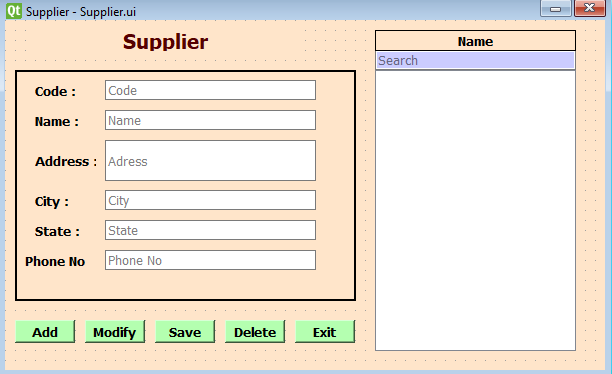 Qt Supplier - Supplier.ui
Supplier
Code : Code
Name : Name
Address : Adress
City : City
State : State
Phone No Phone No
Add Modify Save Delete Exit
Name
Search